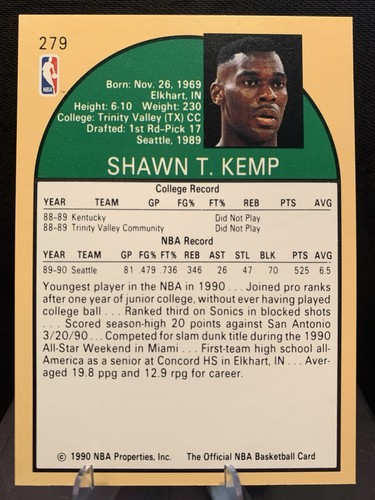 279
NBA
Born: Nov. 26, 1969
Elkhart, IN
Height: 6-10 Weight: 230
College: Trinity Valley (TX) CC
Drafted: 1st Rd-Pick 17
Seattle, 1989
SHAWN T. KEMP
College Record
YEAR TEAM GP FG% FT% REB PTS AVG
88-89 Kentucky Did Not Play
88-89 Trinity Valley Community Did Not Play
NBA Record
YEAR TEAM GP FG% FT% REB AST STL BLK PTS AVG
89-90 Seattle 81 .479 .736 346 26 47 70 525 6.5
Youngest player in the NBA in 1990 . . . Joined pro ranks
after one year of junior college, without ever having played
college ball . . . Ranked third on Sonics in blocked shots
. . . Scored season-high 20 points against San Antonio
3/20/90 . . . Competed for slam dunk title during the 1990
All-Star Weekend in Miami . . . First-team high school all-
America as a senior at Concord HS in Elkhart, IN . . . Aver-
aged 19.8 ppg and 12.9 rpg for career.
© 1990 NBA Properties, Inc. The Official NBA Basketball Card